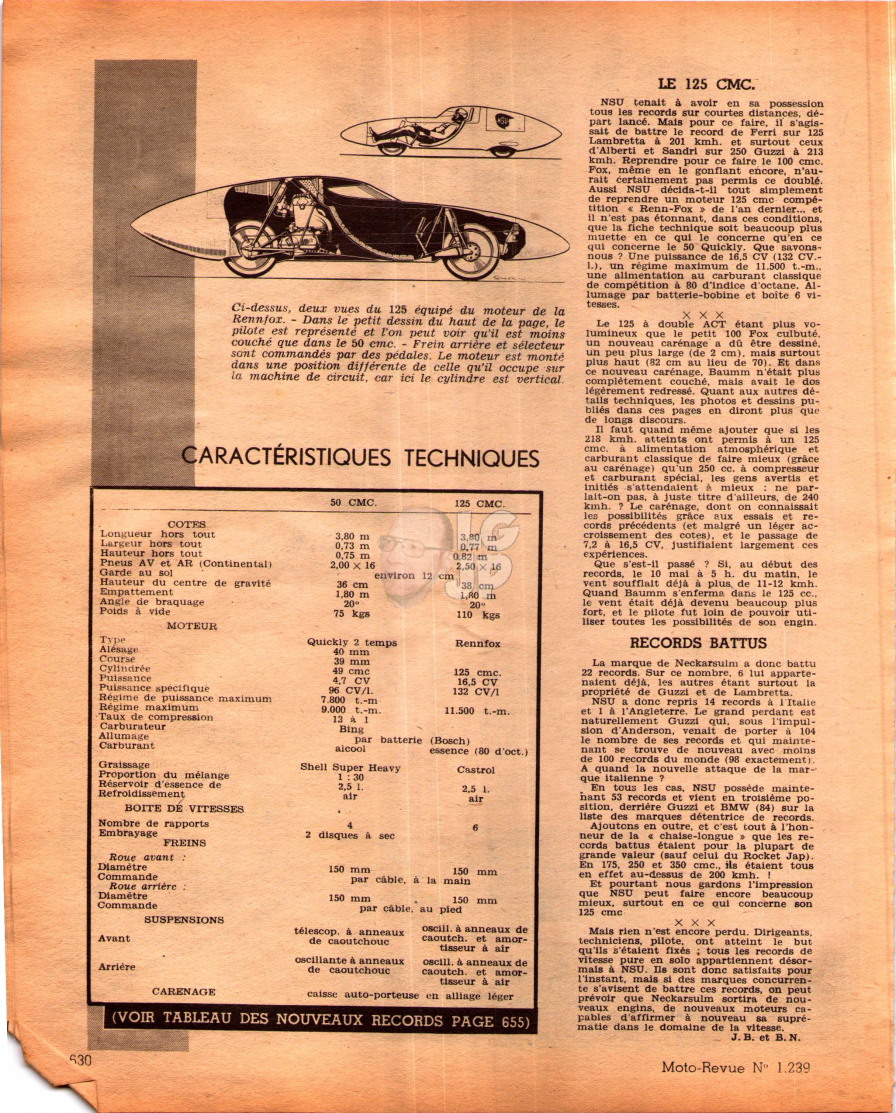 Ci-dessus, deux vues du 125 équipé du moteur de la
Rennfox. - Dans le petit dessin du haut de la page, le
pilote est représenté et l'on peut voir qu'il est moins
couché que dans le 50 cmc. - Frein arrière et sélecteur
sont commandés par des pédales. Le moteur est monté
dans une position différente de celle qu'il occupe sur
la machine de circuit, car ici le cylindre est vertical.
CARACTÉRISTIQUES TECHNIQUES
50 CMC. 125 CMC.
COTES
Longueur hors tout 3,80 m 3,80 m
Largeur hors tout 0,73 m 0,77 m
Hauteur hors tout 0,75 m 0,82 m
Pneus AV et AR (Continental) 2,00 × 16 2,50 × 16
Garde au sol environ 12 cm
Hauteur du centre de gravité 36 cm 38 cm
Empattement 1,80 m 1,80 m
Angle de braquage 20° 20°
Poids à vide 75 kgs 110 kgs
MOTEUR
Type Quickly 2 temps Rennfox
Alésage 40 mm
Course 39 mm
Cylindrée 49 cmc 125 cmc.
Puissance 4,7 CV 16,5 CV
Puissance spécifique 96 CV/l. 132 CV/l
Régime de puissance maximum 7.800 t.-m
Régime maximum 9.000 t.-m. 11.500 t.-m.
Taux de compression 13 à 1
Carburateur Bing
Allumage par batterie (Bosch)
Carburant alcool essence (80 d'oct.)
Graissage Shell Super Heavy Castrol
Proportion du mélange 1 : 30
Réservoir d'essence de 2,5 l. 2,5 l.
Refroidissement air air
BOITE DE VITESSES
Nombre de rapports 4 6
Embrayage 2 disques à sec
FREINS
Roue avant :
Diamètre 150 mm 150 mm
Commande par câble, à la main
Roue arrière :
Diamètre 150 mm 150 mm
Commande par câble, au pied
SUSPENSIONS
Avant télescop. à anneaux de caoutchouc oscill. à anneaux de caoutch. et amor-
tisseur à air
Arrière oscillante à anneaux de caoutchouc oscill. à anneaux de caoutch. et amor-
tisseur à air
CARENAGE caisse auto-porteuse en alliage léger
(VOIR TABLEAU DES NOUVEAUX RECORDS PAGE 655)
LE 125 CMC.
NSU tenait à avoir en sa possession
tous les records sur courtes distances, dé-
part lancé. Mais pour ce faire, il s'agis-
sait de battre le record de Ferri sur 125
Lambretta à 201 kmh. et surtout ceux
d'Alberti et Sandri sur 250 Guzzi à 213
kmh. Reprendre pour ce faire le 100 cmc.
Fox, même en le gonflant encore, n'au-
rait certainement pas permis ce doublé.
Aussi NSU décida-t-il tout simplement
de reprendre un moteur 125 cmc compé-
tition « Renn-Fox » de l'an dernier... et
il n'est pas étonnant, dans ces conditions,
que la fiche technique soit beaucoup plus
muette en ce qui le concerne qu'en ce
qui concerne le 50 Quickly. Que savons-
nous ? Une puissance de 16,5 CV (132 CV.-
l.), un régime maximum de 11.500 t.-m.,
une alimentation au carburant classique
de compétition à 80 d'indice d'octane. Al-
lumage par batterie-bobine et boîte 6 vi-
tesses.
× × ×
Le 125 à double ACT étant plus vo-
lumineux que le petit 100 Fox culbuté,
un nouveau carénage a dû être dessiné,
un peu plus large (de 2 cm), mais surtout
plus haut (82 cm au lieu de 70). Et dans
ce nouveau carénage, Baumm n'était plus
complètement couché, mais avait le dos
légèrement redressé. Quant aux autres dé-
tails techniques, les photos et dessins pu-
bliés dans ces pages en diront plus que
de longs discours.
Il faut quand même ajouter que si les
218 kmh. atteints ont permis à un 125
cmc. à alimentation atmosphérique et
carburant classique de faire mieux (grâce
au carénage) qu'un 250 cc. à compresseur
et carburant spécial, les gens avertis et
initiés s'attendaient à mieux : ne par-
lait-on pas, à juste titre d'ailleurs, de 240
kmh. ? Le carénage, dont on connaissait
les possibilités grâce aux essais et re-
cords précédents (et malgré un léger ac-
croissement des cotes), et le passage de
7,2 à 16,5 CV, justifiaient largement ces
expériences.
Que s'est-il passé ? Si, au début des
records, le 10 mai à 5 h. du matin, le
vent soufflait déjà à plus de 11-12 kmh.
Quand Baumm s'enferma dans le 125 cc.,
le vent était déjà devenu beaucoup plus
fort, et le pilote fut loin de pouvoir uti-
liser toutes les possibilités de son engin.
RECORDS BATTUS
La marque de Neckarsulm a donc battu
22 records. Sur ce nombre, 6 lui apparte-
naient déjà, les autres étant surtout la
propriété de Guzzi et de Lambretta.
NSU a donc repris 14 records à l'Italie
et 1 à l'Angleterre. Le grand perdant est
naturellement Guzzi qui, sous l'impul-
sion d'Anderson, venait de porter à 104
le nombre de ses records et qui mainte-
nant se trouve de nouveau avec moins
de 100 records du monde (98 exactement).
A quand la nouvelle attaque de la mar-
que italienne ?
En tous les cas, NSU possède mainte-
nant 53 records et vient en troisième po-
sition, derrière Guzzi et BMW (84) sur la
liste des marques détentrice de records.
Ajoutons en outre, et c'est tout à l'hon-
neur de la « chaise-longue » que les re-
cords battus étaient pour la plupart de
grande valeur (sauf celui du Rocket Jap).
En 175, 250 et 350 cmc., ils étaient tous
en effet au-dessus de 200 kmh. !
Et pourtant nous gardons l'impression
que NSU peut faire encore beaucoup
mieux, surtout en ce qui concerne son
125 cmc
× × ×
Mais rien n'est encore perdu. Dirigeants,
techniciens, pilote, ont atteint le but
qu'ils s'étaient fixés ; tous les records de
vitesse pure en solo appartiennent désor-
mais à NSU. Ils sont donc satisfaits pour
l'instant, mais si des marques concurren-
te s'avisent de battre ces records, on peut
prévoir que Neckarsulm sortira de nou-
veaux engins, de nouveaux moteurs ca-
pables d'affirmer à nouveau sa supré-
matie dans le domaine de la vitesse.
J. B. et B. N.
630
Moto-Revue N° 1.239